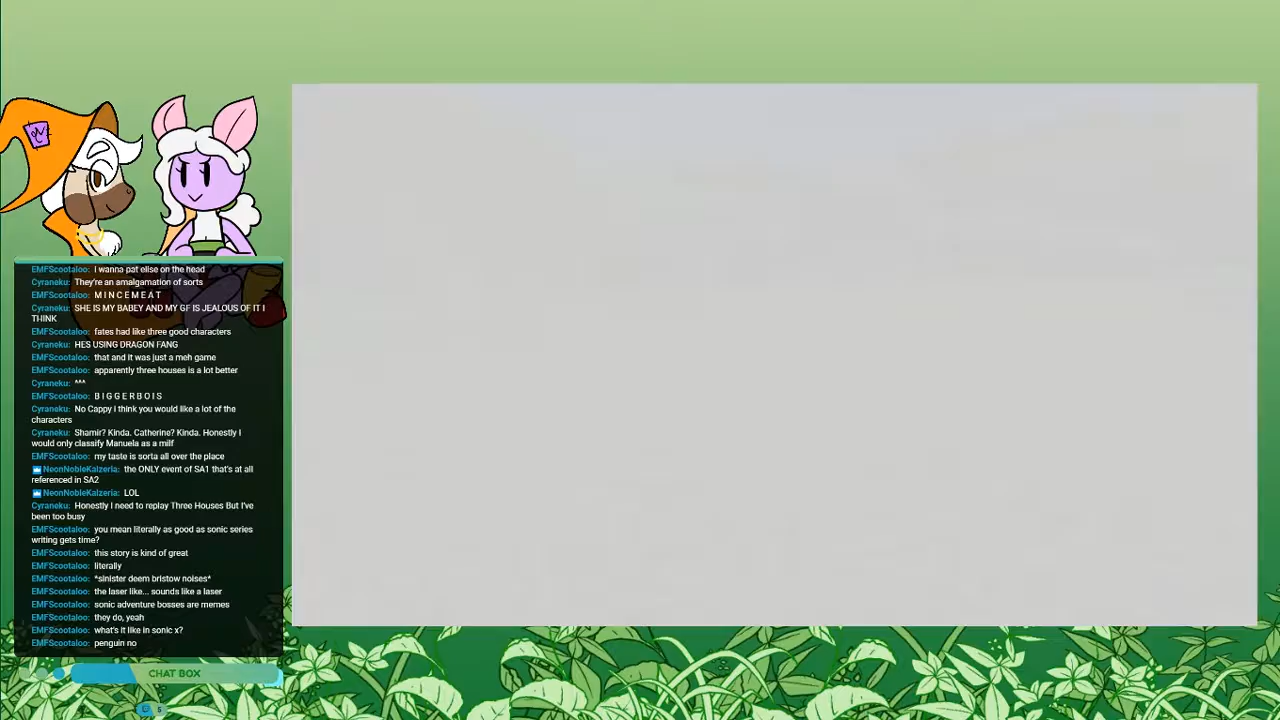 EMFScootaloo: i wanna pat elise on the head
Cyraneku: They're an amalgamation of sorts
EMFScootaloo: M I N C E M E A T
Cyraneku: SHE IS MY BABEY AND MY GF IS JEALOUS OF IT I
THINK
EMFScootaloo: fates had like three good characters
Cyraneku: HES USING DRAGON FANG
EMFScootaloo: that and it was just a meh game
EMFScootaloo: apparently three houses is a lot better
Cyraneku: ^^^
EMFScootaloo: B I G G E R B O I S
Cyraneku: No Cappy i think you would like a lot of the
characters
Cyraneku: Shamir? Kinda. Catherine? Kinda. Honestly I
would only classify Manuela as a milf
EMFScootaloo: my taste is sorta all over the place
NeonNobleKalzeria: the ONLY event of SA1 that's at all
referenced in SA2
NeonNobleKalzeria: LOL
Cyraneku: Honestly I need to replay Three Houses But I've
been too busy
EMFScootaloo: you mean literally as good as sonic series
writing gets time?
EMFScootaloo: this story is kind of great
EMFScootaloo: literally
EMFScootaloo: *sinister deem bristow noises*
EMFScootaloo: the laser like... sounds like a laser
EMFScootaloo: sonic adventure bosses are memes
EMFScootaloo: they do, yeah
EMFScootaloo: what's it like in sonic x?
EMFScootaloo: penguin no
CHAT BOX
5